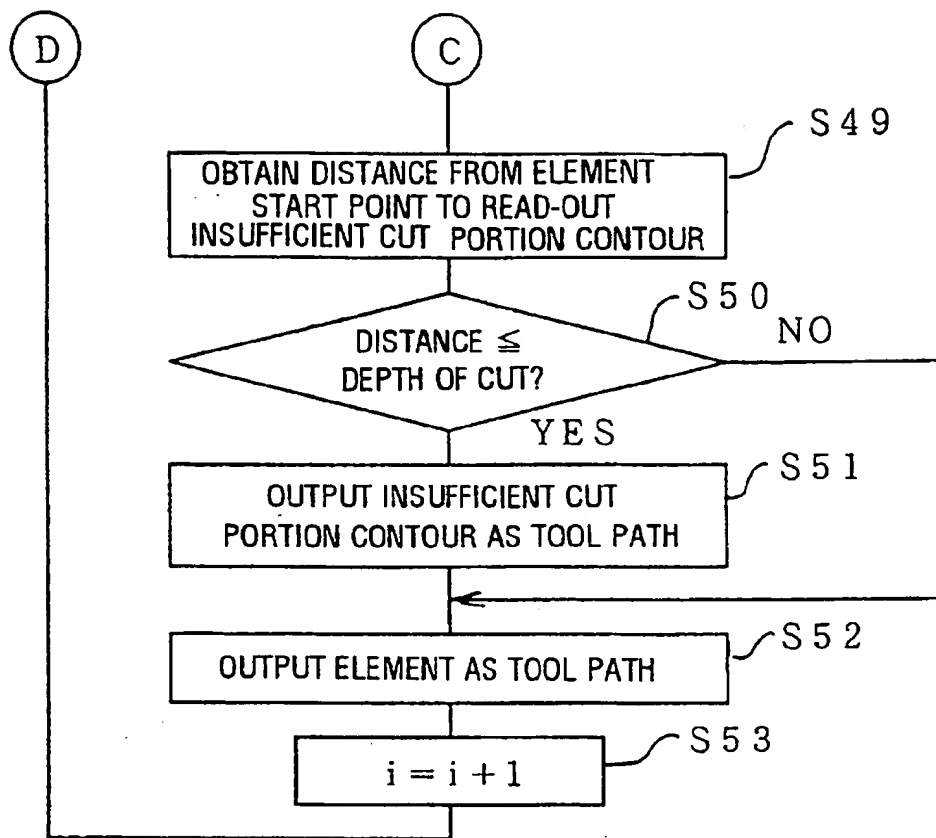 D
C
S49
OBTAIN DISTANCE FROM ELEMENT
START POINT TO READ-OUT
INSUFFICIENT CUT PORTION CONTOUR
S50
NO
DISTANCE ≦
DEPTH OF CUT?
YES
S51
OUTPUT INSUFFICIENT CUT
PORTION CONTOUR AS TOOL PATH
S52
OUTPUT ELEMENT AS TOOL PATH
S53
i = i + 1